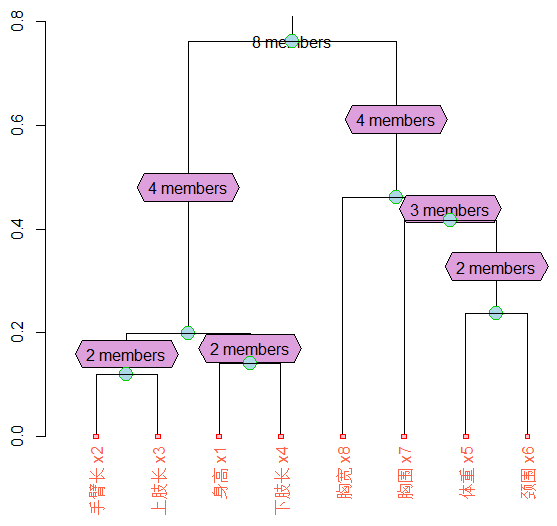 0.8
0.6
0.4
0.2
0.0
8 members
4 members
4 members
3 members
2 members
2 members
2 members
手臂长 x2
上肢长 x3
身高 x1
下肢长 x4
胸宽 x8
胸围 x7
体重 x5
颈围 x6